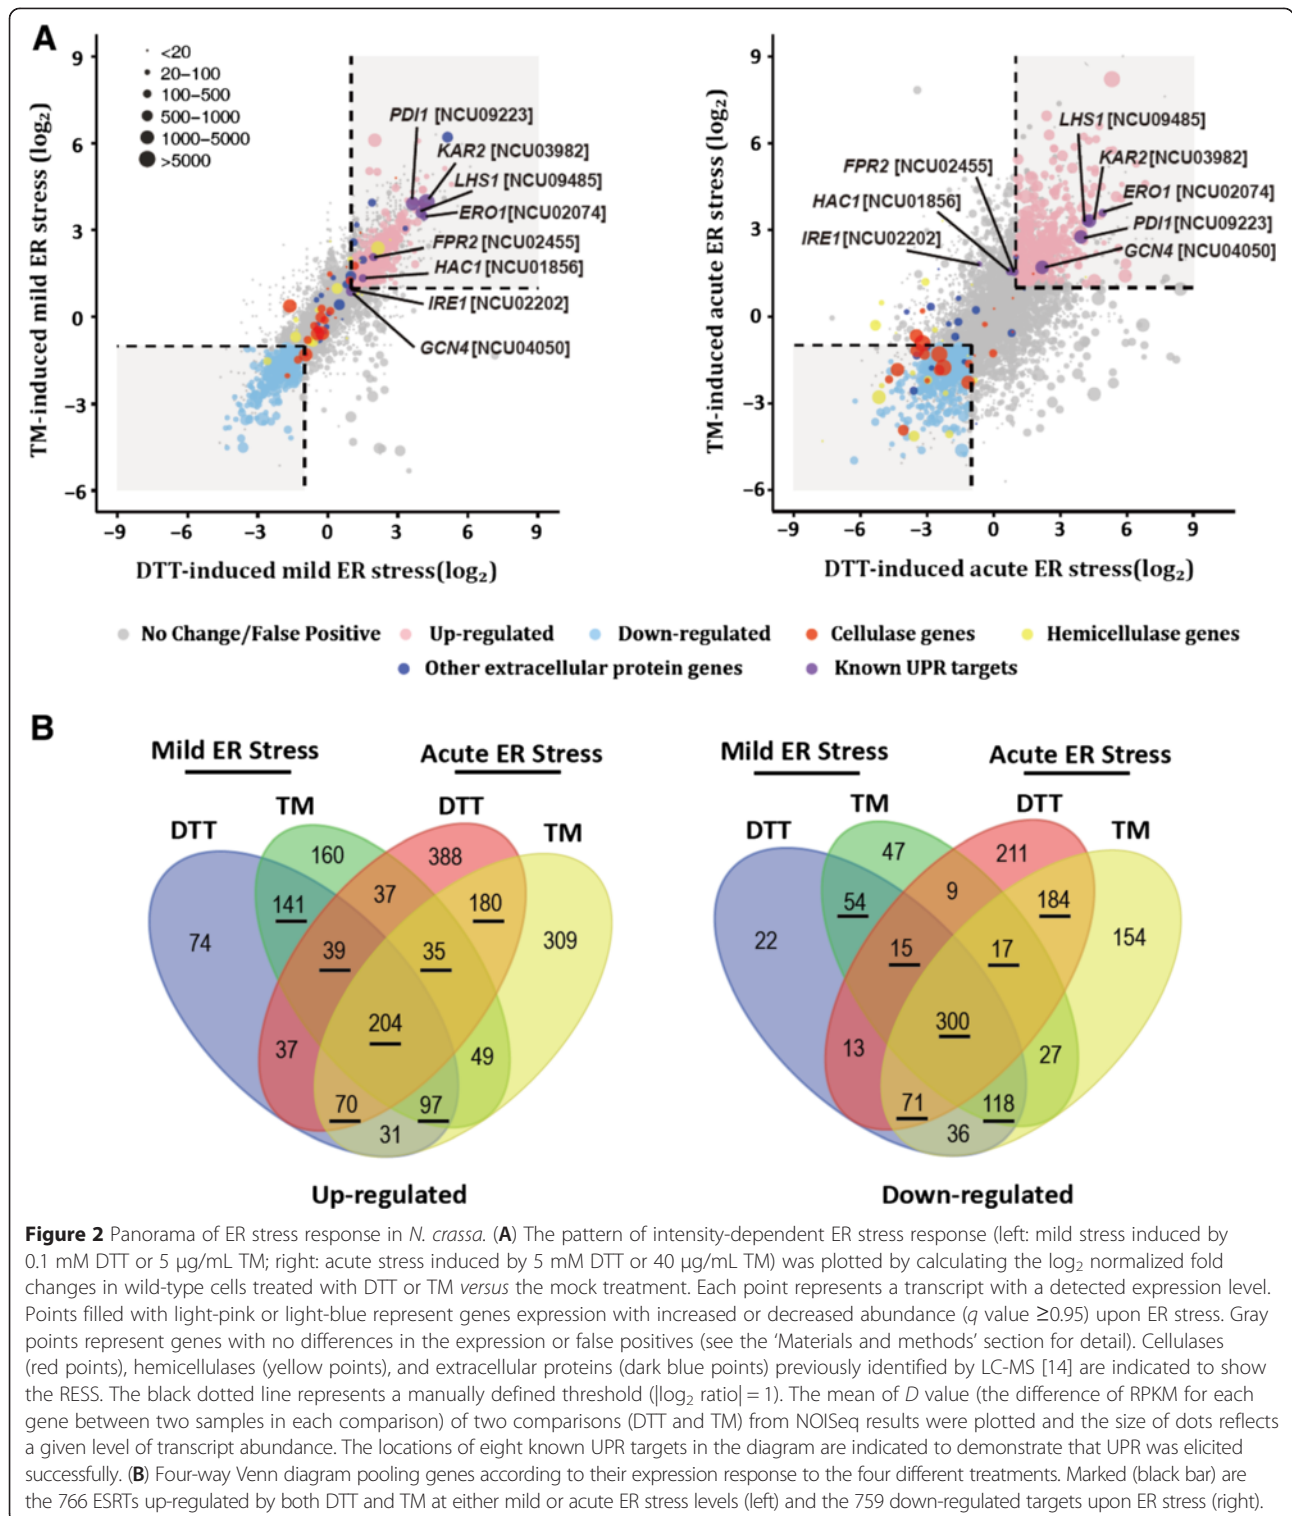 A
9
6
3
0
−3
−6
TM-induced mild ER stress (log₂)
<20
20−100
100−500
500−1000
1000−5000
>5000
PDI1 [NCU09223]
KAR2 [NCU03982]
LHS1 [NCU09485]
ERO1 [NCU02074]
FPR2 [NCU02455]
HAC1 [NCU01856]
IRE1 [NCU02202]
GCN4 [NCU04050]
−9 −6 −3 0 3 6 9
DTT-induced mild ER stress(log₂)
9
6
3
0
−3
−6
TM-induced acute ER stress (log₂)
LHS1 [NCU09485]
FPR2 [NCU02455]
KAR2 [NCU03982]
HAC1 [NCU01856]
ERO1 [NCU02074]
IRE1[NCU02202]
PDI1[NCU09223]
GCN4 [NCU04050]
−9 −6 −3 0 3 6 9
DTT-induced acute ER stress(log₂)
No Change/False Positive Up-regulated Down-regulated Cellulase genes Hemicellulase genes
Other extracellular protein genes Known UPR targets
B
Mild ER Stress Acute ER Stress
DTT TM DTT TM
160 388
141 37 180
74 39 35 309
204
37 49
70 97
31
Up-regulated
Mild ER Stress Acute ER Stress
DTT TM DTT TM
47 211
54 9 184
22 15 17 154
300
13 27
71 118
36
Down-regulated
Figure 2 Panorama of ER stress response in N. crassa. (A) The pattern of intensity-dependent ER stress response (left: mild stress induced by
0.1 mM DTT or 5 μg/mL TM; right: acute stress induced by 5 mM DTT or 40 μg/mL TM) was plotted by calculating the log₂ normalized fold
changes in wild-type cells treated with DTT or TM versus the mock treatment. Each point represents a transcript with a detected expression level.
Points filled with light-pink or light-blue represent genes expression with increased or decreased abundance (q value ≥0.95) upon ER stress. Gray
points represent genes with no differences in the expression or false positives (see the ‘Materials and methods’ section for detail). Cellulases
(red points), hemicellulases (yellow points), and extracellular proteins (dark blue points) previously identified by LC-MS [14] are indicated to show
the RESS. The black dotted line represents a manually defined threshold (|log₂ ratio| = 1). The mean of D value (the difference of RPKM for each
gene between two samples in each comparison) of two comparisons (DTT and TM) from NOISeq results were plotted and the size of dots reflects
a given level of transcript abundance. The locations of eight known UPR targets in the diagram are indicated to demonstrate that UPR was elicited
successfully. (B) Four-way Venn diagram pooling genes according to their expression response to the four different treatments. Marked (black bar) are
the 766 ESRTs up-regulated by both DTT and TM at either mild or acute ER stress levels (left) and the 759 down-regulated targets upon ER stress (right).